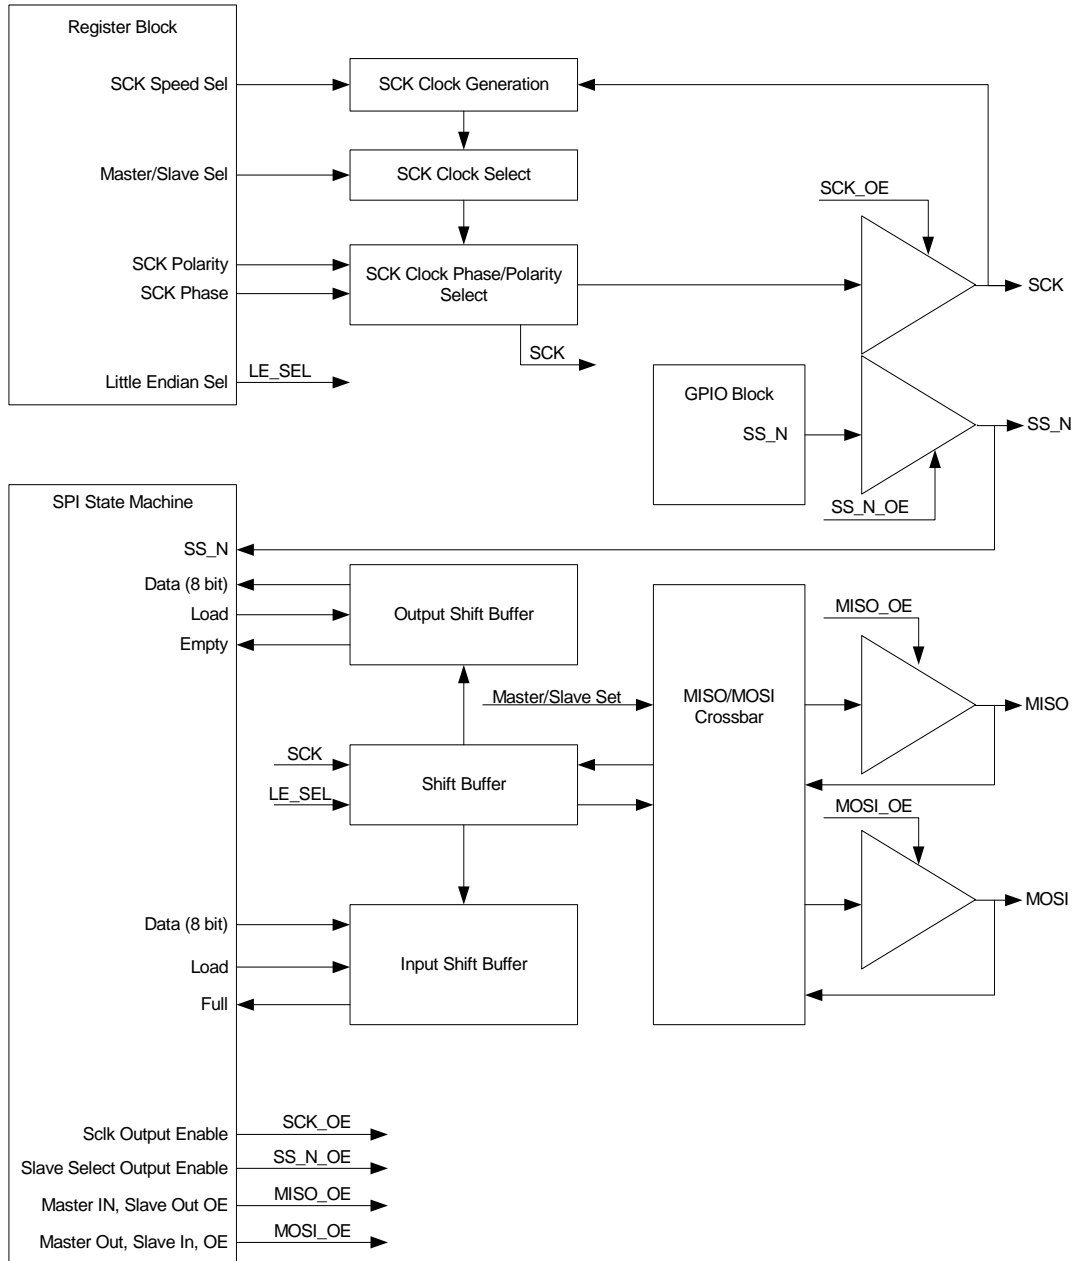 Register Block
SCK Speed Sel
SCK Clock Generation
Master/Slave Sel
SCK Clock Select
SCK_OE
SCK Polarity
SCK Phase
SCK Clock Phase/Polarity
Select
SCK
SCK
LE_SEL
Little Endian Sel
GPIO Block
SS_N
SS_N
SS_N_OE
SPI State Machine
SS_N
Data (8 bit)
Load
Empty
Output Shift Buffer
MISO_OE
Master/Slave Set
MISO/MOSI
Crossbar
MISO
SCK
LE_SEL
Shift Buffer
MOSI_OE
MOSI
Data (8 bit)
Load
Full
Input Shift Buffer
Sclk Output Enable
SCK_OE
Slave Select Output Enable
SS_N_OE
Master IN, Slave Out OE
MISO_OE
Master Out, Slave In, OE
MOSI_OE